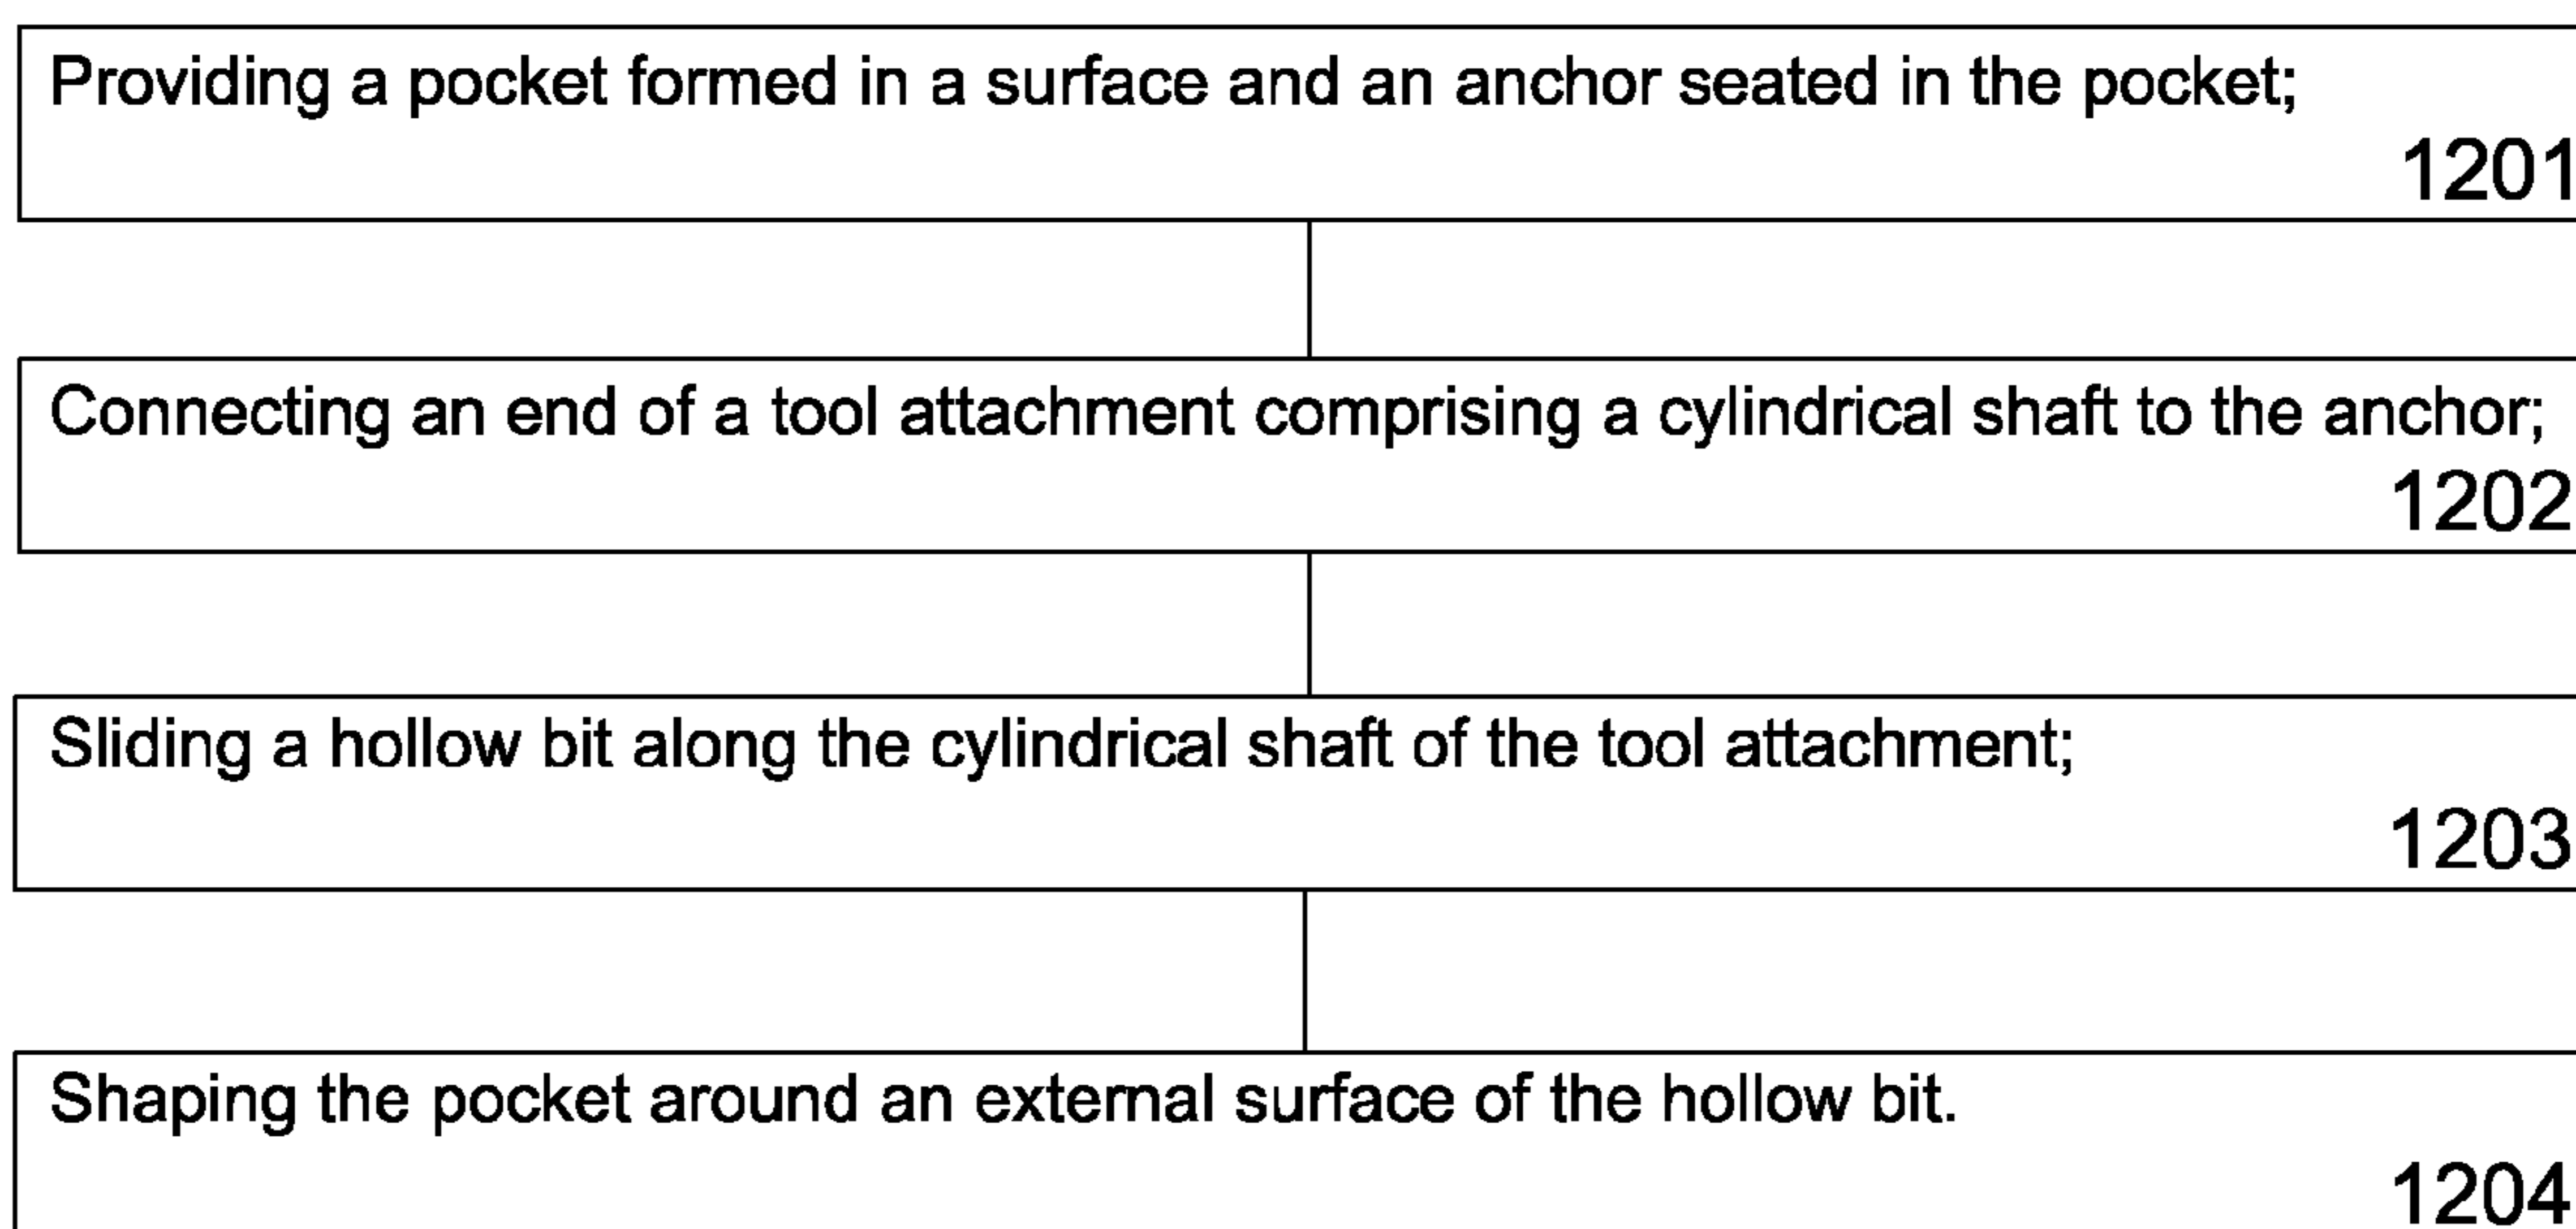 Providing a pocket formed in a surface and an anchor seated in the pocket;
1201
Connecting an end of a tool attachment comprising a cylindrical shaft to the anchor;
1202
Sliding a hollow bit along the cylindrical shaft of the tool attachment;
1203
Shaping the pocket around an external surface of the hollow bit.
1204